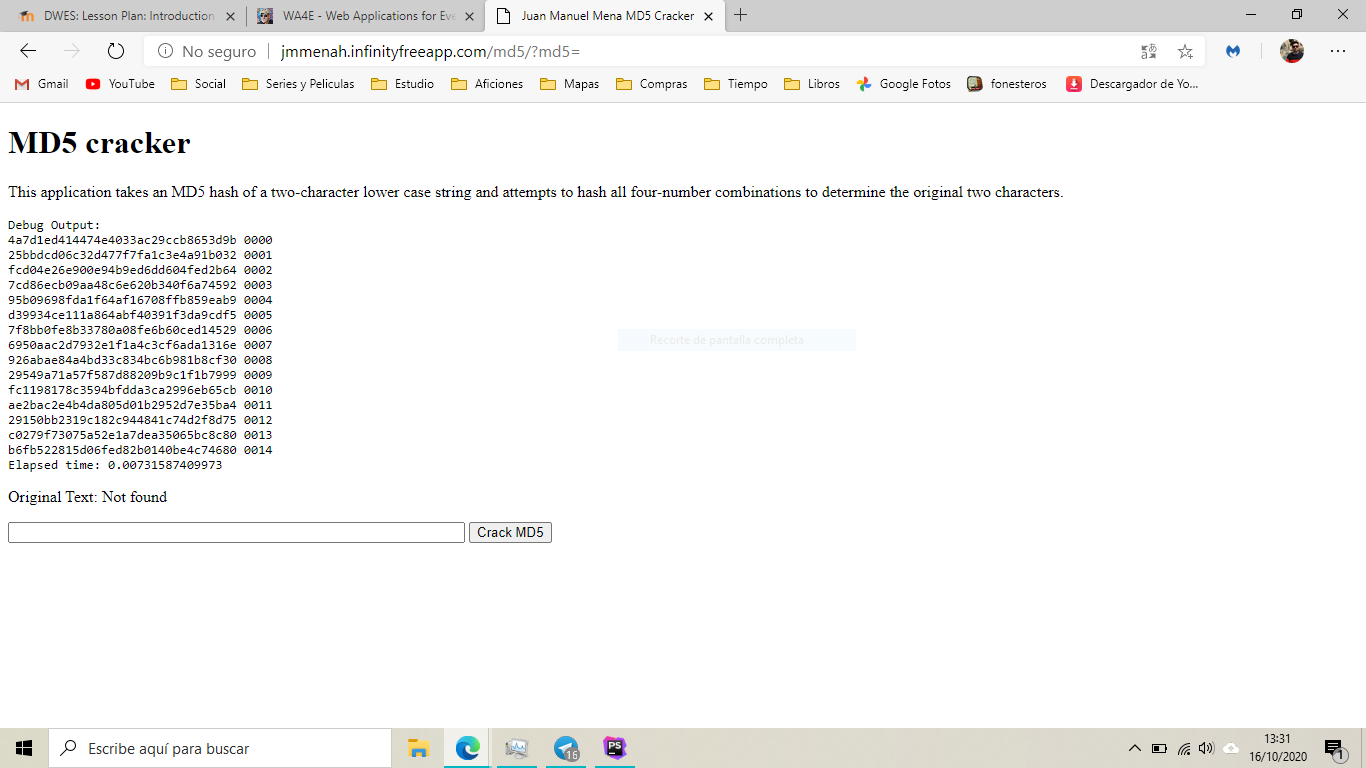 DWES: Lesson Plan: Introduction
WA4E - Web Applications for Eve
Juan Manuel Mena MD5 Cracker
No seguro
jmmenah.infinityfreeapp.com/md5/?md5=
Gmail YouTube Social Series y Peliculas Estudio Aficiones Mapas Compras Tiempo Libros Google Fotos fonesteros Descargador de Yo...
MD5 cracker
This application takes an MD5 hash of a two-character lower case string and attempts to hash all four-number combinations to determine the original two characters.
Debug Output:
4a7d1ed414474e4033ac29ccb8653d9b 0000
25bbdcd06c32d477f7fa1c3e4a91b032 0001
fcd04e26e900e94b9ed6dd604fed2b64 0002
7cd86ecb09aa48c6e620b340f6a74592 0003
95b09698fda1f64af16708ffb859eab9 0004
d39934ce111a864abf40391f3da9cdf5 0005
7f8bb0fe8b33780a08fe6b60ced14529 0006
6950aac2d7932e1f1a4c3cf6ada1316e 0007
926abae84a4bd33c834bc6b981b8cf30 0008
29549a71a57f587d88209b9c1f1b7999 0009
fc1198178c3594bfdda3ca2996eb65cb 0010
ae2bac2e4b4da805d01b2952d7e35ba4 0011
29150bb2319c182c944841c74d2f8d75 0012
c0279f73075a52e1a7dea35065bc8c80 0013
b6fb522815d06fed82b0140be4c74680 0014
Elapsed time: 0.00731587409973
Recorte de pantalla completa
Original Text: Not found
Crack MD5
Escribe aquí para buscar
16
PS
13:31
16/10/2020
1